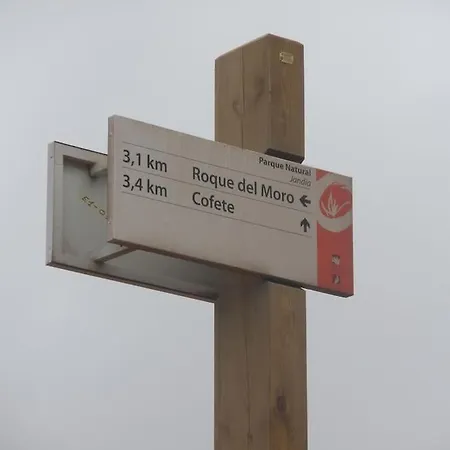 Parque Natural
Jandía
3,1 km Roque del Moro ←
3,4 km Cofete ↑